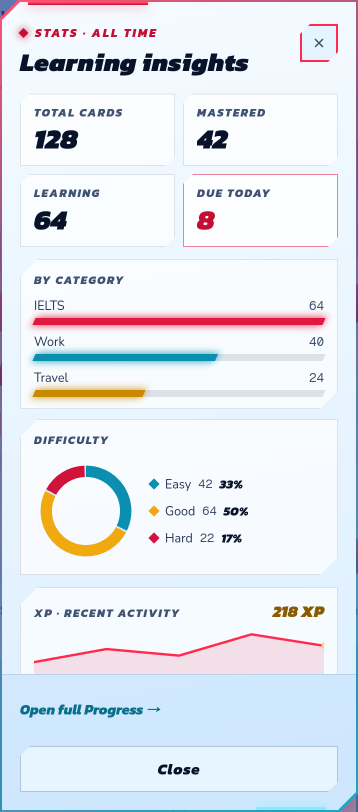 STATS · ALL TIME
Learning insights
×
TOTAL CARDS
128
MASTERED
42
LEARNING
64
DUE TODAY
8
BY CATEGORY
IELTS 64
Work 40
Travel 24
DIFFICULTY
Easy 42 33%
Good 64 50%
Hard 22 17%
XP · RECENT ACTIVITY 218 XP
Open full Progress →
Close